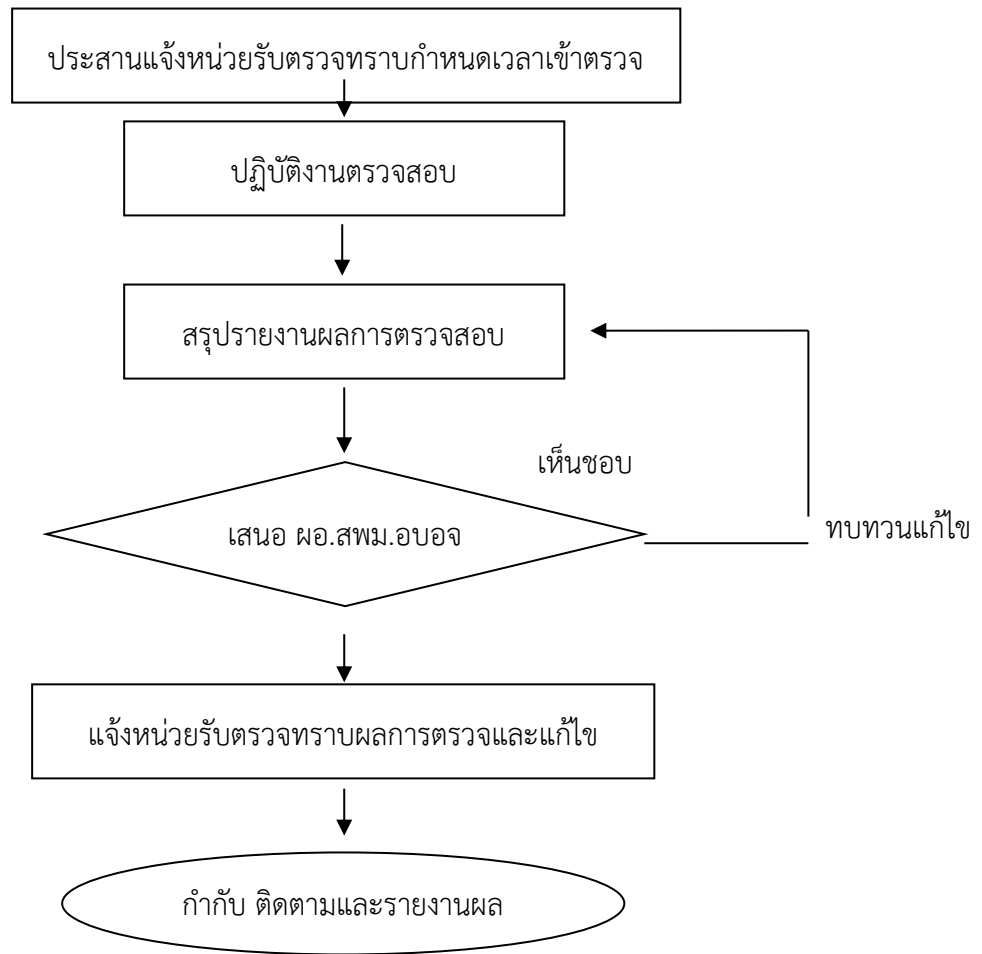 ประสานแจ้งหน่วยรับตรวจทราบกำหนดเวลาเข้าตรวจ
ปฏิบัติงานตรวจสอบ
สรุปรายงานผลการตรวจสอบ
เห็นชอบ
เสนอ ผอ.สพม.อบอจ
ทบทวนแก้ไข
แจ้งหน่วยรับตรวจทราบผลการตรวจและแก้ไข
กำกับ ติดตามและรายงานผล